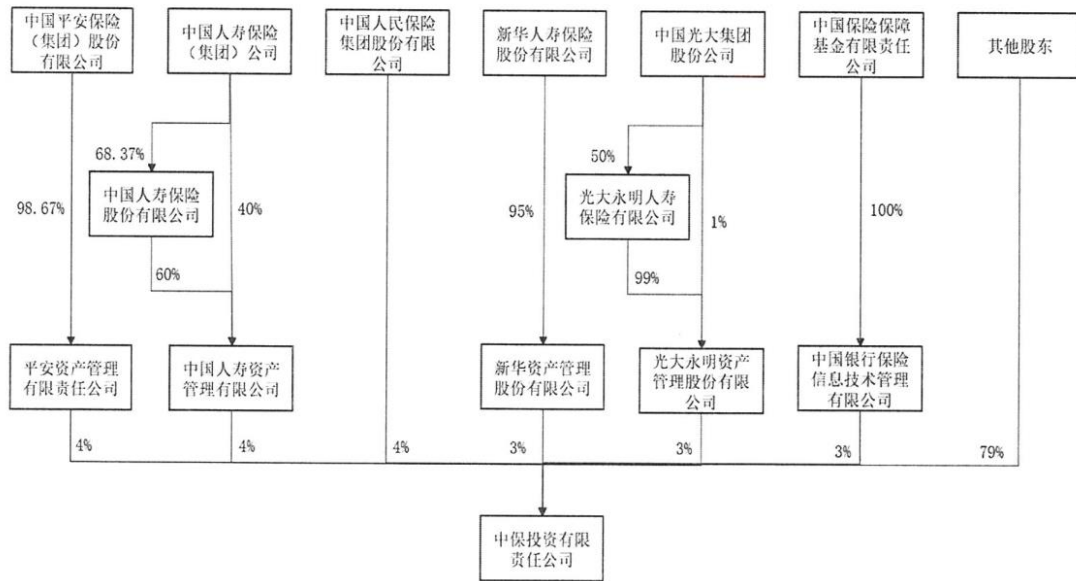 中国平安保险
（集团）股份
有限公司
中国人寿保险
（集团）公司
中国人民保险
集团股份有限
公司
新华人寿保险
股份有限公司
中国光大集团
股份公司
中国保险保障
基金有限责任
公司
其他股东
68.37%
50%
中国人寿保险
股份有限公司
光大永明人寿
保险有限公司
98.67%
40%
95%
1%
100%
60%
99%
平安资产管理
有限责任公司
中国人寿资产
管理有限公司
新华资产管理
股份有限公司
光大永明资产
管理股份有限
公司
中国银行保险
信息技术管理
有限公司
4%
4%
4%
3%
3%
3%
79%
中保投资有限
责任公司